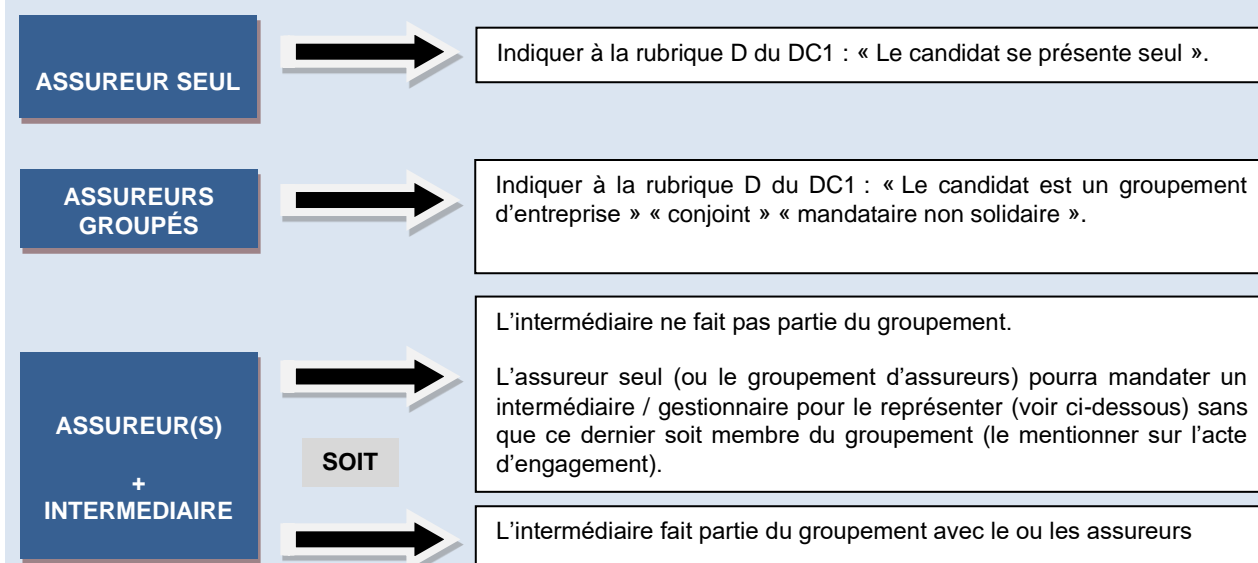 ASSUREUR SEUL
Indiquer à la rubrique D du DC1 : « Le candidat se présente seul ».
ASSUREURS
GROUPÉS
Indiquer à la rubrique D du DC1 : « Le candidat est un groupement
d’entreprise » « conjoint » « mandataire non solidaire ».
ASSUREUR(S)
+
INTERMEDIAIRE
SOIT
L’intermédiaire ne fait pas partie du groupement.
L’assureur seul (ou le groupement d’assureurs) pourra mandater un
intermédiaire / gestionnaire pour le représenter (voir ci-dessous) sans
que ce dernier soit membre du groupement (le mentionner sur l’acte
d’engagement).
L’intermédiaire fait partie du groupement avec le ou les assureurs